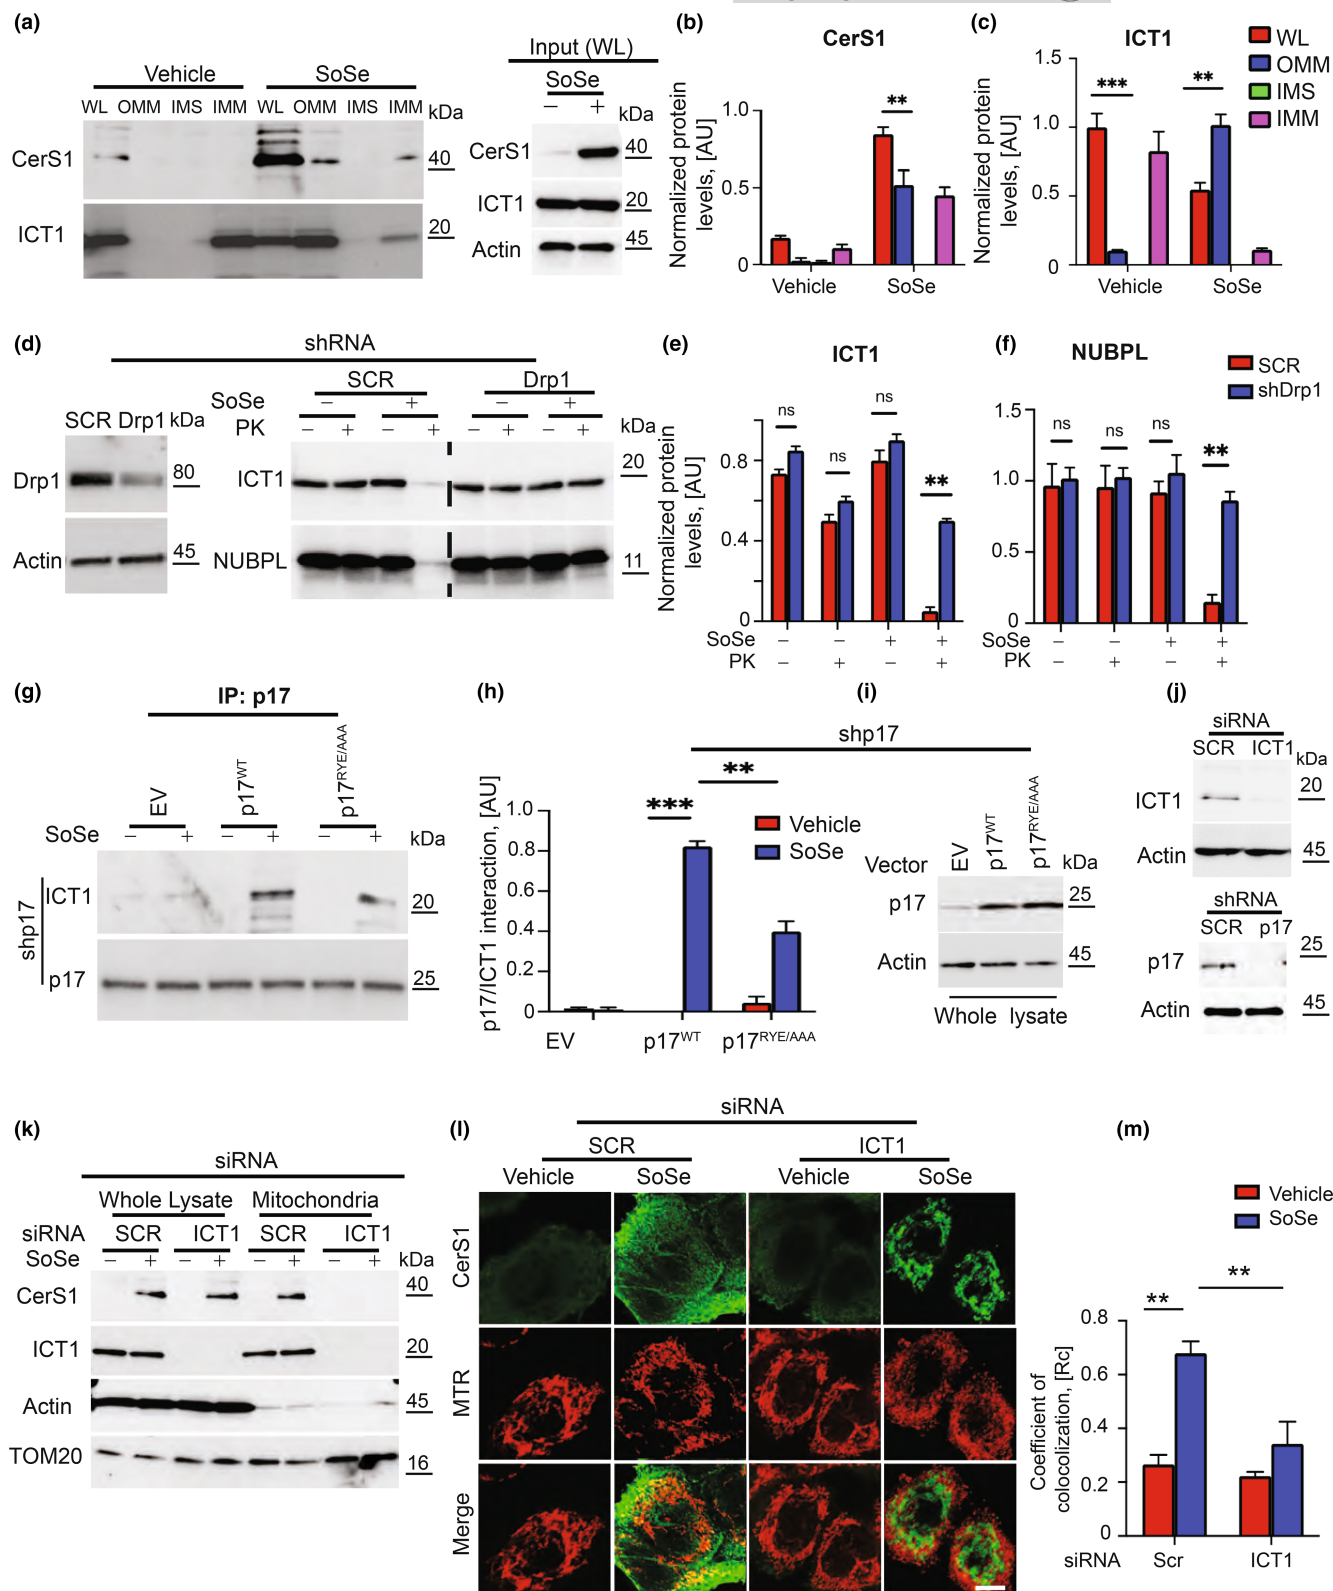 (a)
Vehicle SoSe
WL OMM IMS IMM WL OMM IMS IMM kDa
CerS1 40
ICT1 20
Input (WL)
SoSe
− + kDa
CerS1 40
ICT1 20
Actin 45
(b)
CerS1
Normalized protein
levels, [AU]
1.0
0.5
0
**
Vehicle SoSe
(c)
ICT1
Normalized protein
levels, [AU]
1.5
1.0
0.5
0
*** **
Vehicle SoSe
WL
OMM
IMS
IMM
(d)
shRNA
SCR Drp1 kDa
Drp1 80
Actin 45
SCR Drp1
SoSe − + − +
PK − + − + − + − + kDa
ICT1 20
NUBPL 11
(e)
ICT1
Normalized protein
levels, [AU]
0.8
0.4
0
ns ns ns **
SoSe − − + +
PK − + − +
(f)
NUBPL
1.5
1.0
0.5
0
ns ns ns **
− − + +
− + − +
SCR
shDrp1
(g)
IP: p17
EV p17WT p17RYE/AAA
SoSe − + − + − + kDa
shp17
ICT1 20
p17 25
(h)
p17/ICT1 interaction, [AU]
1.0
0.8
0.6
0.4
0.2
0
*** **
Vehicle
SoSe
EV p17WT p17RYE/AAA
(i)
shp17
Vector EV p17WT p17RYE/AAA kDa
p17 25
Actin 45
Whole lysate
(j)
siRNA
SCR ICT1 kDa
ICT1 20
Actin 45
shRNA
SCR p17 25
p17
Actin 45
(k)
siRNA
Whole Lysate Mitochondria
siRNA SCR ICT1 SCR ICT1
SoSe − + − + − + − + kDa
CerS1 40
ICT1 20
Actin 45
TOM20 16
(l)
siRNA
SCR ICT1
Vehicle SoSe Vehicle SoSe
CerS1
MTR
Merge
(m)
Vehicle
SoSe
Coefficient of
colocolization, [Rc]
0.8
0.6
0.4
0.2
0
** **
siRNA Scr ICT1